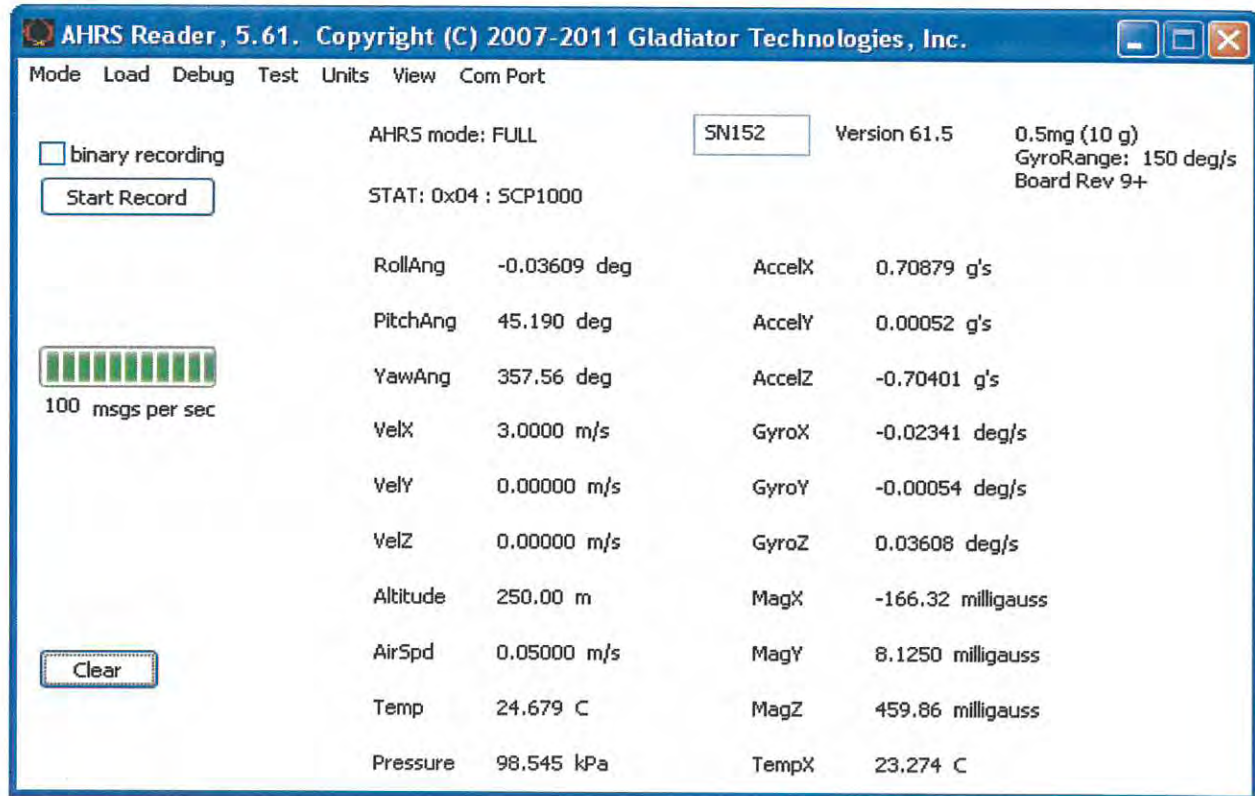 AHRS Reader, 5.61. Copyright (C) 2007-2011 Gladiator Technologies, Inc.
Mode Load Debug Test Units View Com Port
binary recording
Start Record
100 msgs per sec
Clear
AHRS mode: FULL
SN152
Version 61.5
0.5mg (10 g)
GyroRange: 150 deg/s
Board Rev 9+
STAT: 0x04 : SCP1000
RollAng -0.03609 deg
PitchAng 45.190 deg
YawAng 357.56 deg
VelX 3.0000 m/s
VelY 0.00000 m/s
VelZ 0.00000 m/s
Altitude 250.00 m
AirSpd 0.05000 m/s
Temp 24.679 C
Pressure 98.545 kPa
AccelX 0.70879 g's
AccelY 0.00052 g's
AccelZ -0.70401 g's
GyroX -0.02341 deg/s
GyroY -0.00054 deg/s
GyroZ 0.03608 deg/s
MagX -166.32 milligauss
MagY 8.1250 milligauss
MagZ 459.86 milligauss
TempX 23.274 C